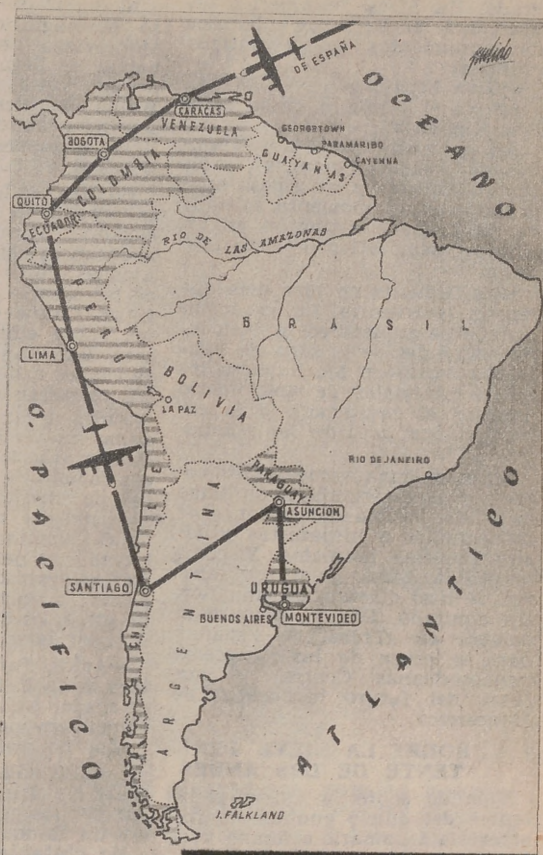 DE ESPAÑA
OCEANO
CARACAS
VENEZUELA
GEORGETOWN
PARAMARIBO
CAYENNA
GUAYANAS
BOGOTA
COLOMBIA
QUITO
ECUADOR
RIO DE LAS AMAZONAS
PERU
BRASIL
LIMA
BOLIVIA
LA PAZ
O. PACIFICO
RIO DE JANEIRO
PARAGUAY
ASUNCION
CHILE
ARGENTINA
SANTIAGO
URUGUAY
BUENOS AIRES
MONTEVIDEO
ATLANTICO
I. FALKLAND